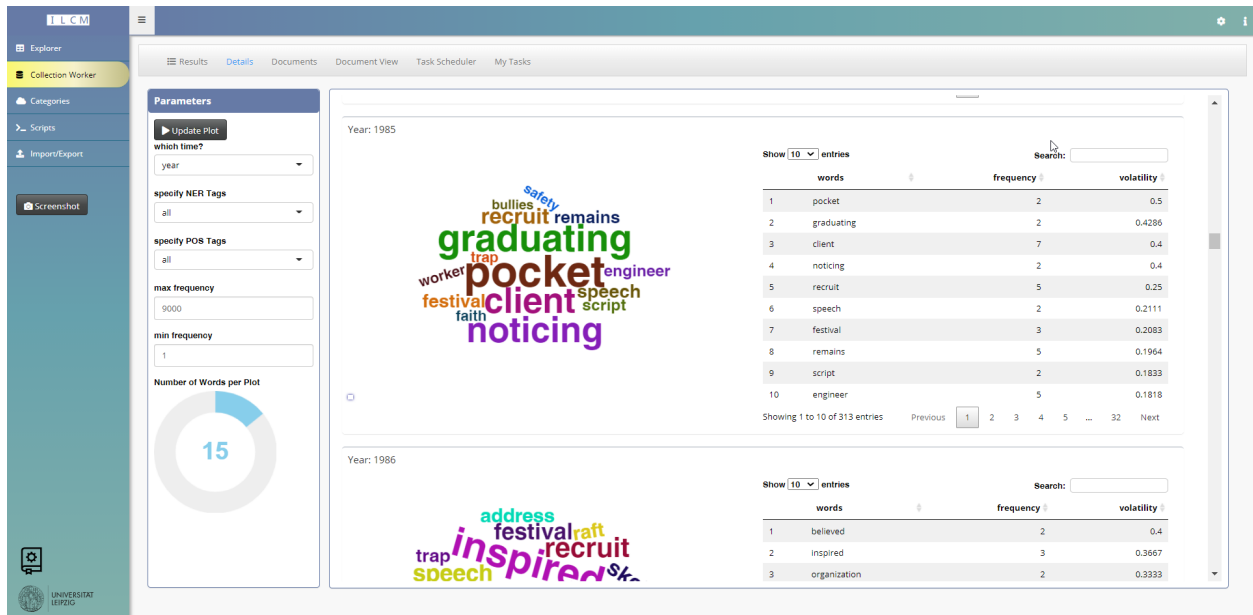 ILCM
Explorer
Collection Worker
Categories
Scripts
Import/Export
Screenshot
UNIVERSITÄT
LEIPZIG
Results Details Documents Document View Task Scheduler My Tasks
Parameters
Update Plot
which time?
year
specify NER Tags
all
specify POS Tags
all
max frequency
9000
min frequency
1
Number of Words per Plot
15
Year: 1985
safety
bullies
recruit remains
graduating
trap
worker pocket engineer
festival client speech
script
faith
noticing
Show 10 entries Search:
words frequency volatility
1 pocket 2 0.5
2 graduating 2 0.4286
3 client 7 0.4
4 noticing 2 0.4
5 recruit 5 0.25
6 speech 2 0.2111
7 festival 3 0.2083
8 remains 5 0.1964
9 script 2 0.1833
10 engineer 5 0.1818
Showing 1 to 10 of 313 entries Previous 1 2 3 4 5 ... 32 Next
Year: 1986
address
festival raft
trap inspired recruit
speech
Show 10 entries Search:
words frequency volatility
1 believed 2 0.4
2 inspired 3 0.3667
3 organization 2 0.3333